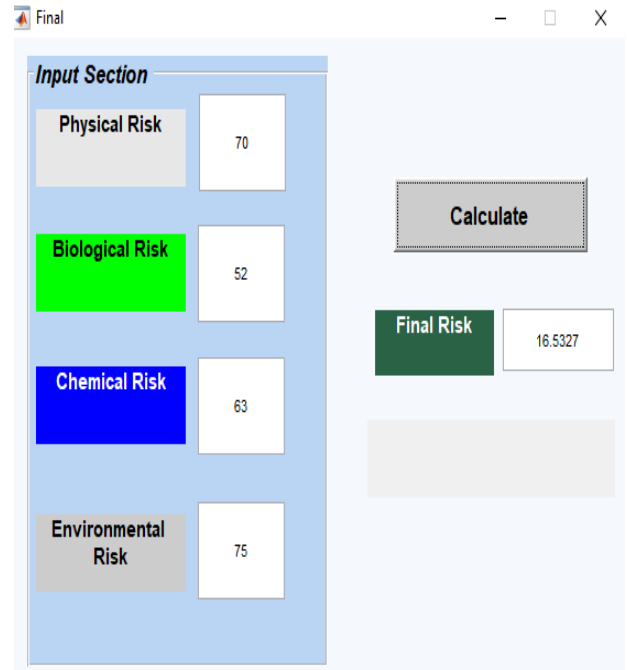 Final
Input Section
Physical Risk
70
Biological Risk
52
Chemical Risk
63
Environmental
Risk
75
Calculate
Final Risk
16.5327